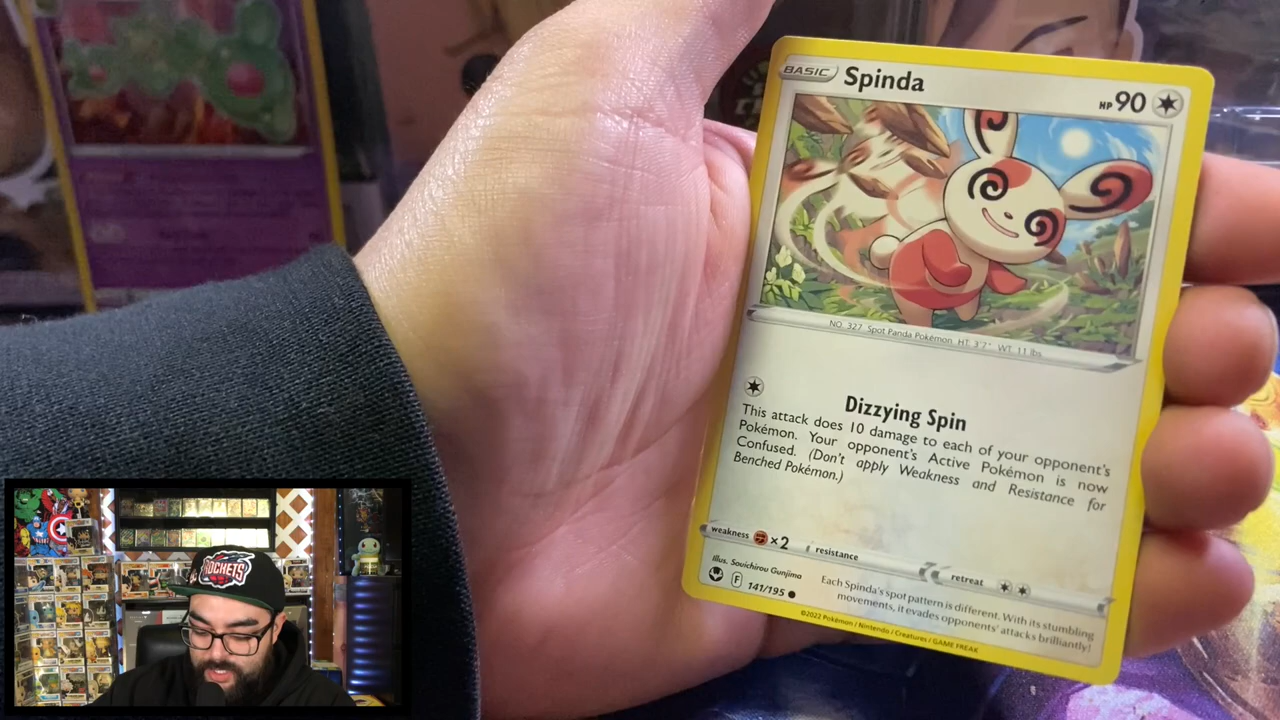 BASIC Spinda HP 90
NO. 327 Spot Panda Pokémon HT: 3'7" WT: 11 lbs
Dizzying Spin
This attack does 10 damage to each of your opponent's
Pokémon. Your opponent's Active Pokémon is now
Confused. (Don't apply Weakness and Resistance for
Benched Pokémon.)
weakness ×2 resistance retreat
Illus. Souichirou Gunjima
F 141/195
Each Spinda's spot pattern is different. With its stumbling
movements, it evades opponents' attacks brilliantly!
©2022 Pokémon / Nintendo / Creatures / GAME FREAK
ROCKETS